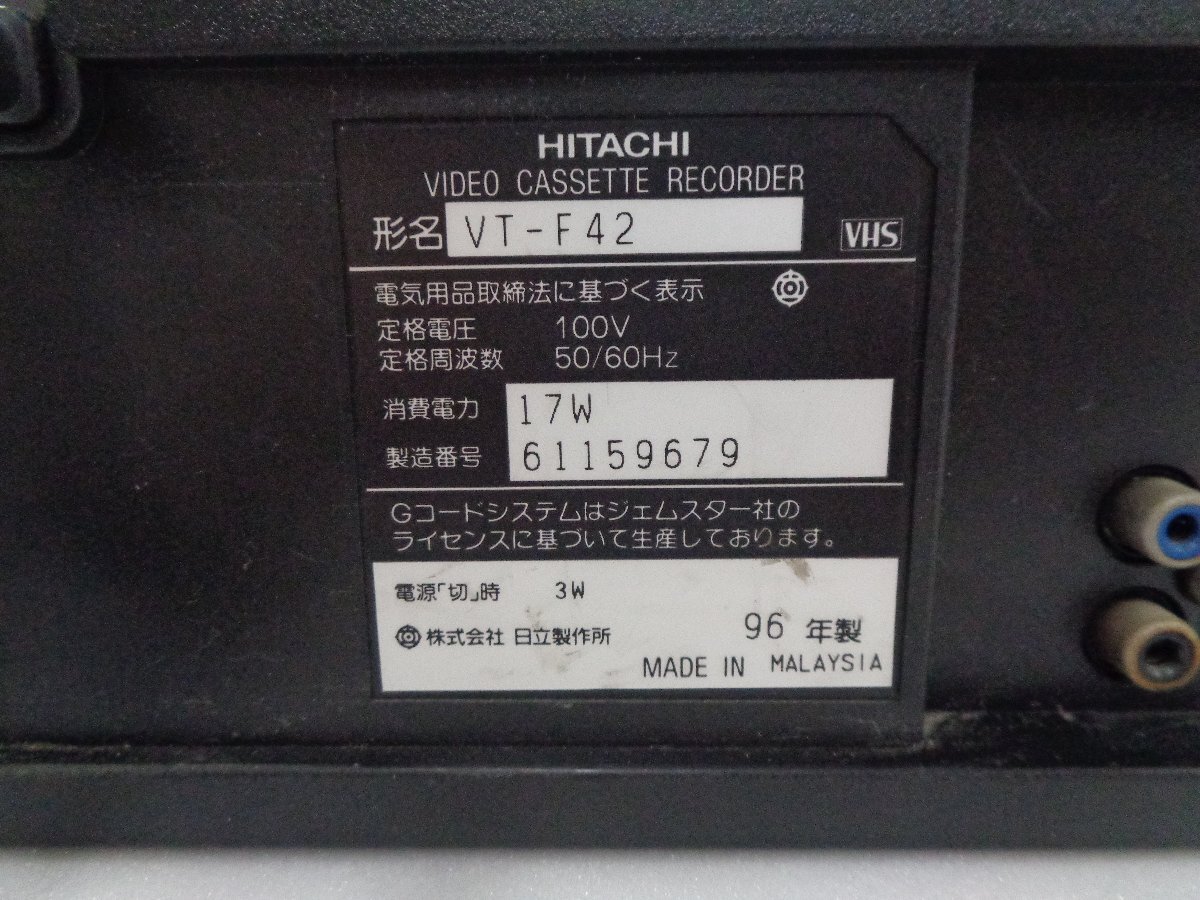 HITACHI
VIDEO CASSETTE RECORDER
形名 VT-F42 VHS
電気用品取締法に基づく表示
定格電圧 100V
定格周波数 50/60Hz
消費電力 17W
製造番号 61159679
Gコードシステムはジェムスター社の
ライセンスに基づいて生産しております。
電源「切」時 3W
株式会社 日立製作所 96 年製
MADE IN MALAYSIA